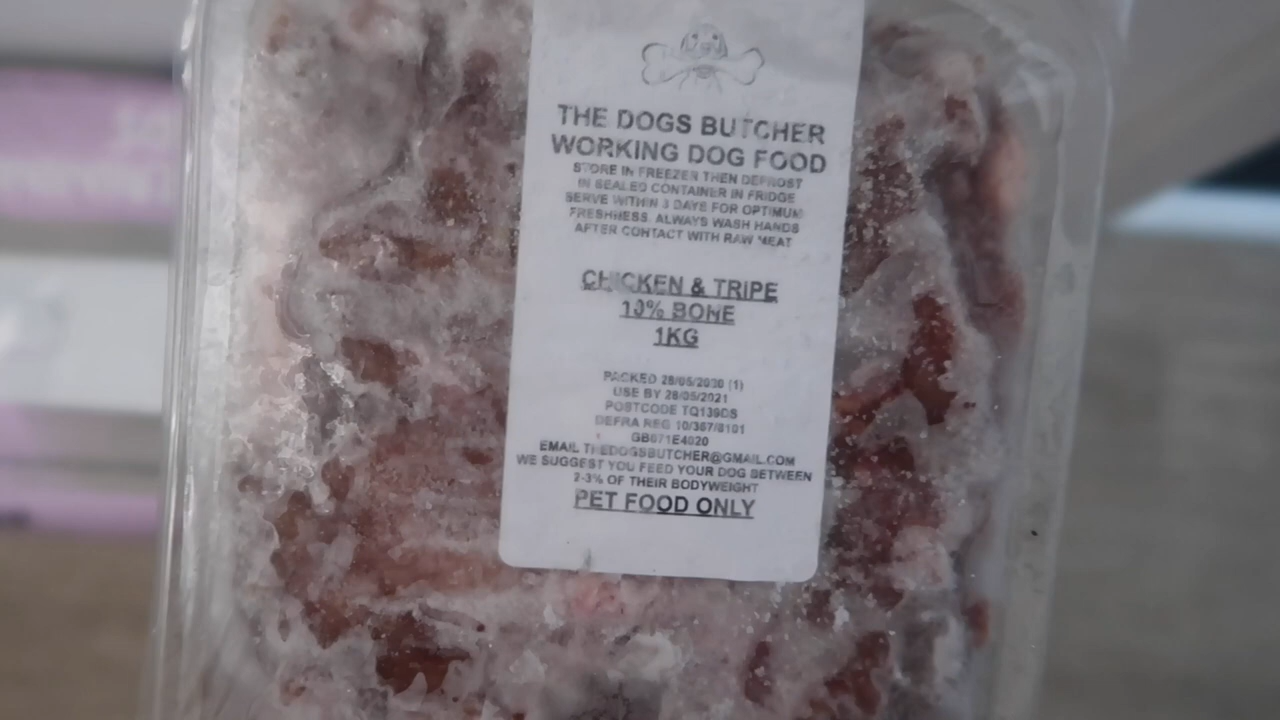 THE DOGS BUTCHER
WORKING DOG FOOD
STORE IN FREEZER THEN DEFROST
IN SEALED CONTAINER IN FRIDGE
SERVE WITHIN 3 DAYS FOR OPTIMUM
FRESHNESS. ALWAYS WASH HANDS
AFTER CONTACT WITH RAW MEAT
CHICKEN & TRIPE
10% BONE
1KG
PACKED 28/05/2020 (1)
USE BY 28/05/2021
POSTCODE TQ139DS
DEFRA REG 10/367/8101
GB071E4020
EMAIL THEDOGSBUTCHER@GMAIL.COM
WE SUGGEST YOU FEED YOUR DOG BETWEEN
2-3% OF THEIR BODYWEIGHT
PET FOOD ONLY